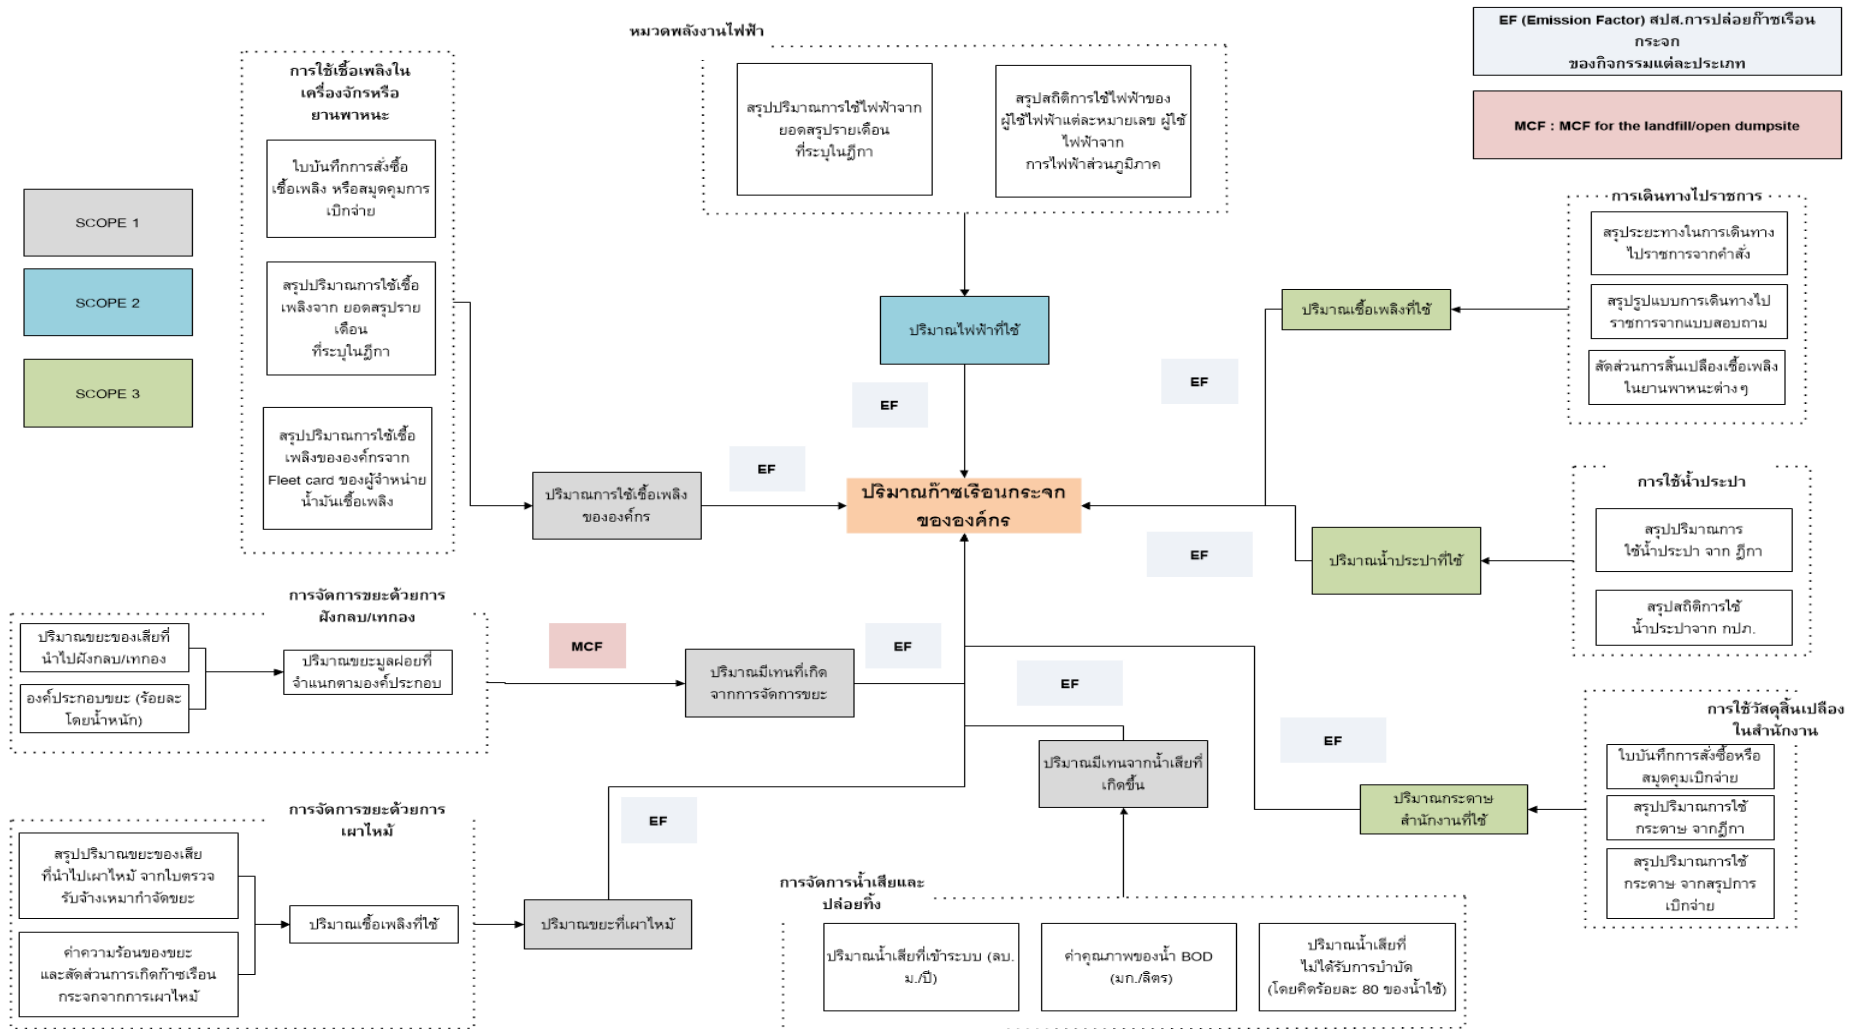 หมวดพลังงานไฟฟ้า
สรุปปริมาณการใช้ไฟฟ้าจาก
ยอดสรุปรายเดือน
ที่ระบุในฎีกา
สรุปสถิติการใช้ไฟฟ้าของ
ผู้ใช้ไฟฟ้าแต่ละหมายเลข ผู้ใช้
ไฟฟ้าจาก
การไฟฟ้าส่วนภูมิภาค
EF (Emission Factor) สปส.การปล่อยก๊าซเรือน
กระจก
ของกิจกรรมแต่ละประเภท
MCF : MCF for the landfill/open dumpsite
SCOPE 1
SCOPE 2
SCOPE 3
การใช้เชื้อเพลิงใน
เครื่องจักรหรือ
ยานพาหนะ
ใบบันทึกการสั่งซื้อ
เชื้อเพลิง หรือสมุดคุมการ
เบิกจ่าย
สรุปปริมาณการใช้เชื้อ
เพลิงจาก ยอดสรุปราย
เดือน
ที่ระบุในฎีกา
สรุปปริมาณการใช้เชื้อ
เพลิงขององค์กรจาก
Fleet card ของผู้จำหน่าย
น้ำมันเชื้อเพลิง
ปริมาณการใช้เชื้อเพลิง
ขององค์กร
EF
ปริมาณไฟฟ้าที่ใช้
EF
ปริมาณก๊าซเรือนกระจก
ขององค์กร
การเดินทางไปราชการ
สรุประยะทางในการเดินทาง
ไปราชการจากคำสั่ง
สรุปรูปแบบการเดินทางไป
ราชการจากแบบสอบถาม
สัดส่วนการสิ้นเปลืองเชื้อเพลิง
ในยานพาหนะต่างๆ
ปริมาณเชื้อเพลิงที่ใช้
EF
การใช้น้ำประปา
สรุปปริมาณการ
ใช้น้ำประปา จาก ฎีกา
สรุปสถิติการใช้
น้ำประปาจาก กปภ.
ปริมาณน้ำประปาที่ใช้
EF
การจัดการขยะด้วยการ
ฝังกลบ/เทกอง
ปริมาณขยะของเสียที่
นำไปฝังกลบ/เทกอง
องค์ประกอบขยะ (ร้อยละ
โดยน้ำหนัก)
ปริมาณขยะมูลฝอยที่
จำแนกตามองค์ประกอบ
MCF
ปริมาณมีเทนที่เกิด
จากการจัดการขยะ
EF
EF
ปริมาณมีเทนจากน้ำเสียที่
เกิดขึ้น
EF
การใช้วัสดุสิ้นเปลือง
ในสำนักงาน
ใบบันทึกการสั่งซื้อหรือ
สมุดคุมเบิกจ่าย
สรุปปริมาณการใช้
กระดาษ จากฎีกา
สรุปปริมาณการใช้
กระดาษ จากสรุปการ
เบิกจ่าย
ปริมาณกระดาษ
สำนักงานที่ใช้
การจัดการขยะด้วยการ
เผาไหม้
สรุปปริมาณขยะของเสีย
ที่นำไปเผาไหม้ จากใบตรวจ
รับจ้างเหมากำจัดขยะ
ค่าความร้อนของขยะ
และสัดส่วนการเกิดก๊าซเรือน
กระจกจากการเผาไหม้
ปริมาณเชื้อเพลิงที่ใช้
ปริมาณขยะที่เผาไหม้
EF
การจัดการน้ำเสียและ
ปล่อยทิ้ง
ปริมาณน้ำเสียที่เข้าระบบ (ลบ.
ม./ปี)
ค่าคุณภาพของน้ำ BOD
(มก./ลิตร)
ปริมาณน้ำเสียที่
ไม่ได้รับการบำบัด
(โดยคิดร้อยละ 80 ของน้ำใช้)